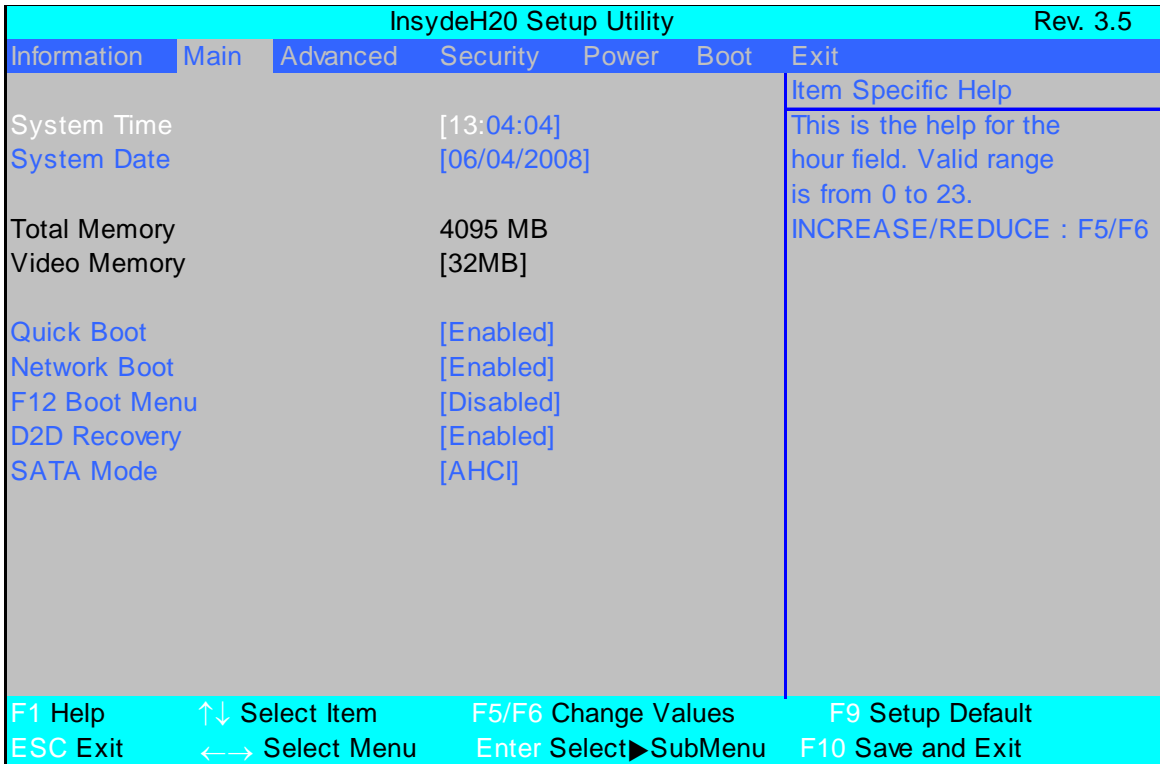 InsydeH20 Setup Utility Rev. 3.5
Information Main Advanced Security Power Boot Exit
Item Specific Help
System Time [13:04:04] This is the help for the
System Date [06/04/2008] hour field. Valid range
is from 0 to 23.
Total Memory 4095 MB INCREASE/REDUCE : F5/F6
Video Memory [32MB]
Quick Boot [Enabled]
Network Boot [Enabled]
F12 Boot Menu [Disabled]
D2D Recovery [Enabled]
SATA Mode [AHCI]
F1 Help ↑↓ Select Item F5/F6 Change Values F9 Setup Default
ESC Exit ←→ Select Menu Enter Select▶SubMenu F10 Save and Exit